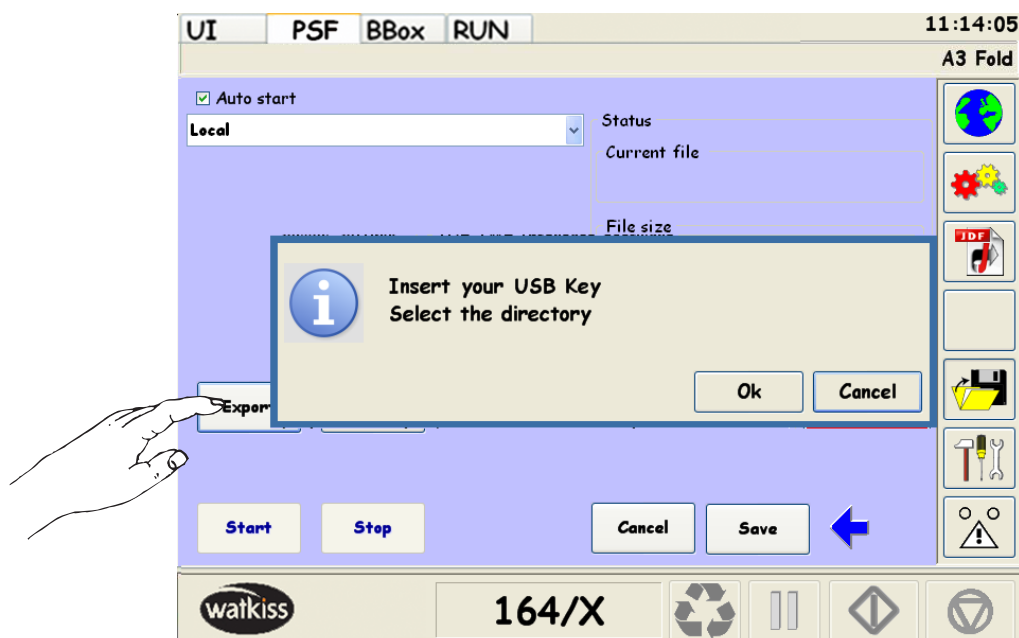 UI PSF BBox RUN 11:14:05
A3 Fold
Auto start
Local
Status
Current file
File size
JDF
Insert your USB Key
Select the directory
Ok Cancel
Start Stop Cancel Save
watkiss
164/X